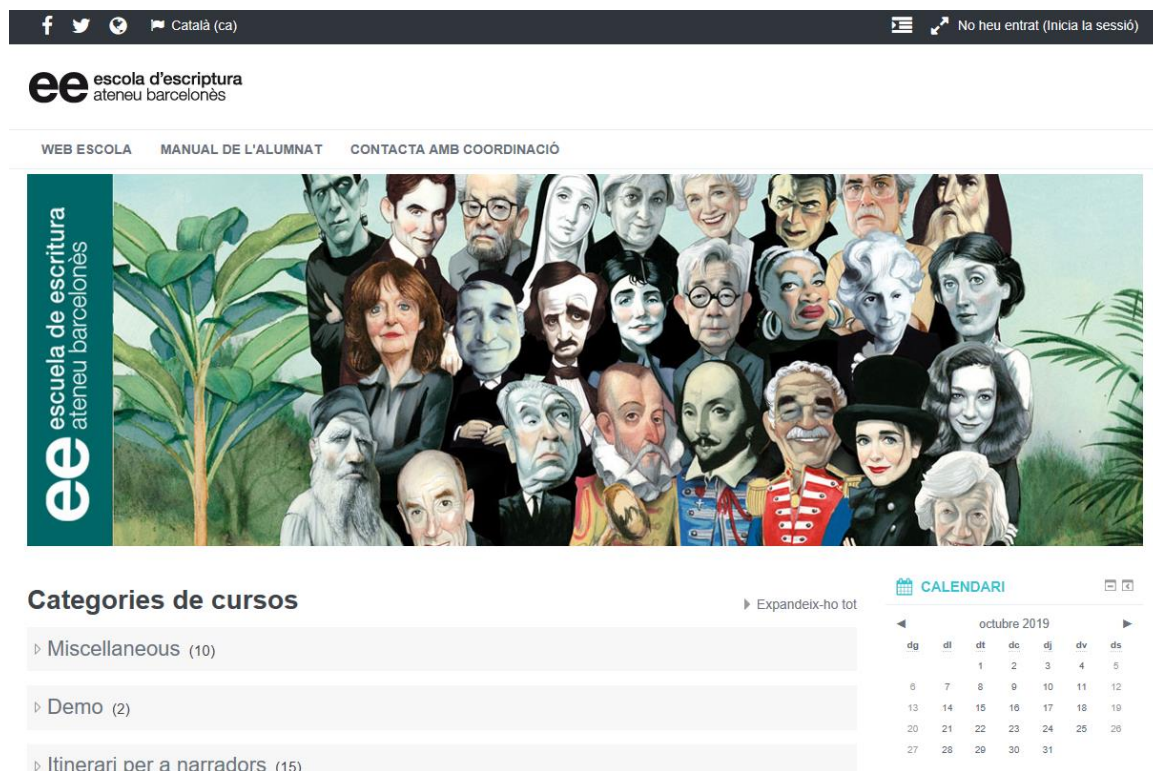 Català (ca)
No heu entrat (Inicia la sessió)
ee escola d'escriptura
ateneu barcelonès
WEB ESCOLA MANUAL DE L'ALUMNAT CONTACTA AMB COORDINACIÓ
ee escuela de escritura
ateneu barcelonès
Categories de cursos
Expandeix-ho tot
Miscellaneous (10)
Demo (2)
Itinerari per a narradors (15)
CALENDARI
octubre 2019
dg dl dt dc dj dv ds
1 2 3 4 5
6 7 8 9 10 11 12
13 14 15 16 17 18 19
20 21 22 23 24 25 26
27 28 29 30 31